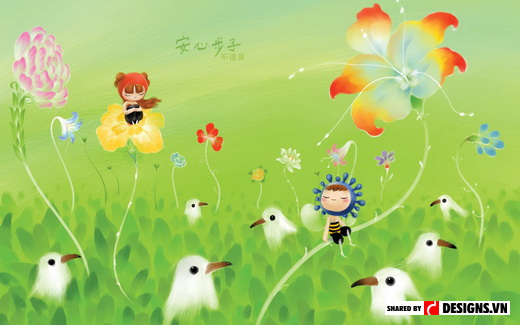 安心步子
SHARED BY
DESIGNS.VN